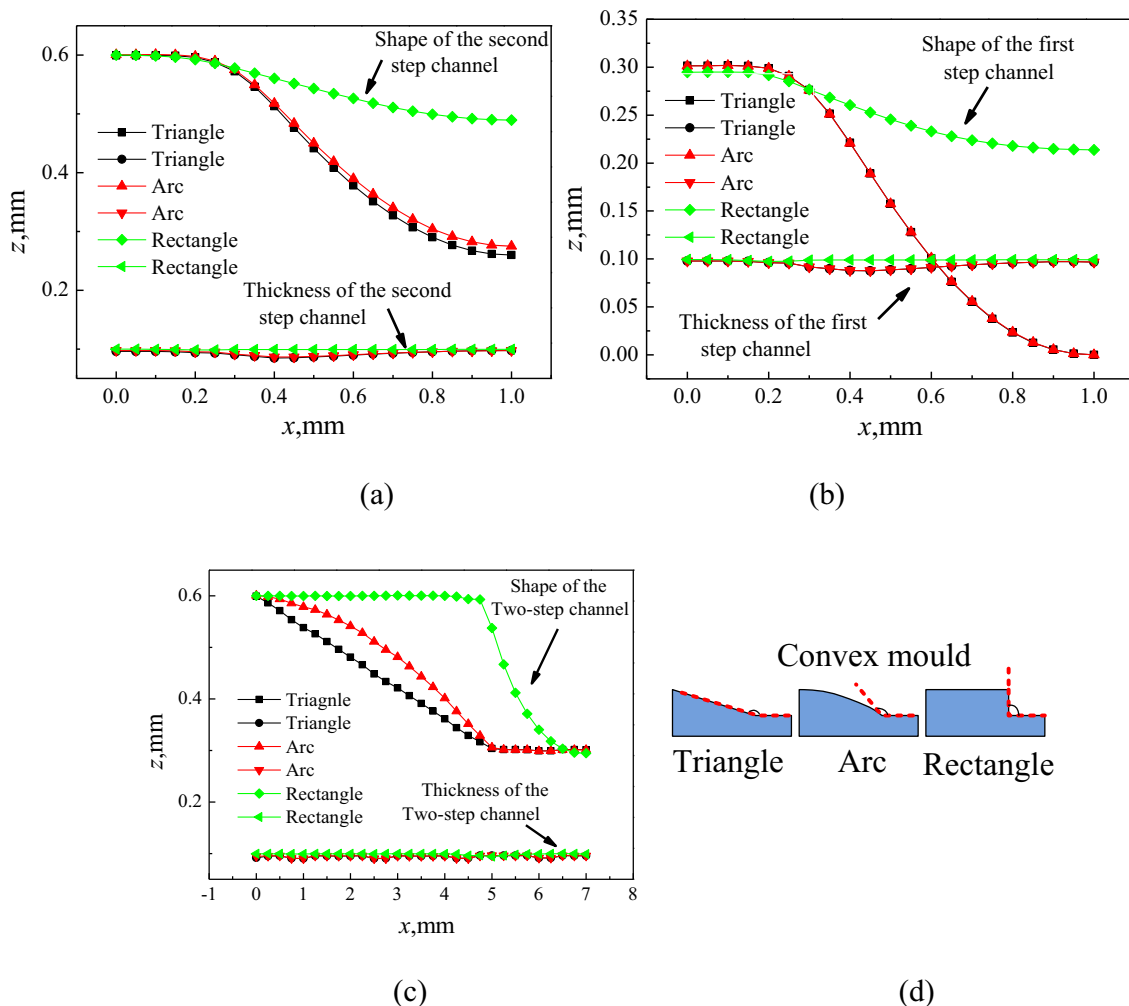 Shape of the second
step channel
0.6
0.4
0.2
z,mm
Triangle
Triangle
Arc
Arc
Rectangle
Rectangle
Thickness of the second
step channel
0.0 0.2 0.4 0.6 0.8 1.0
x,mm
(a)
Shape of the first
step channel
0.35
0.30
0.25
0.20
0.15
0.10
0.05
0.00
z,mm
Triangle
Triangle
Arc
Arc
Rectangle
Rectangle
Thickness of the first
step channel
0.0 0.2 0.4 0.6 0.8 1.0
x,mm
(b)
Shape of the
Two-step channel
0.6
0.4
0.2
z,mm
Triagnle
Triangle
Arc
Arc
Rectangle
Rectangle
Thickness of the
Two-step channel
-1 0 1 2 3 4 5 6 7 8
x,mm
(c)
Convex mould
Triangle Arc Rectangle
(d)